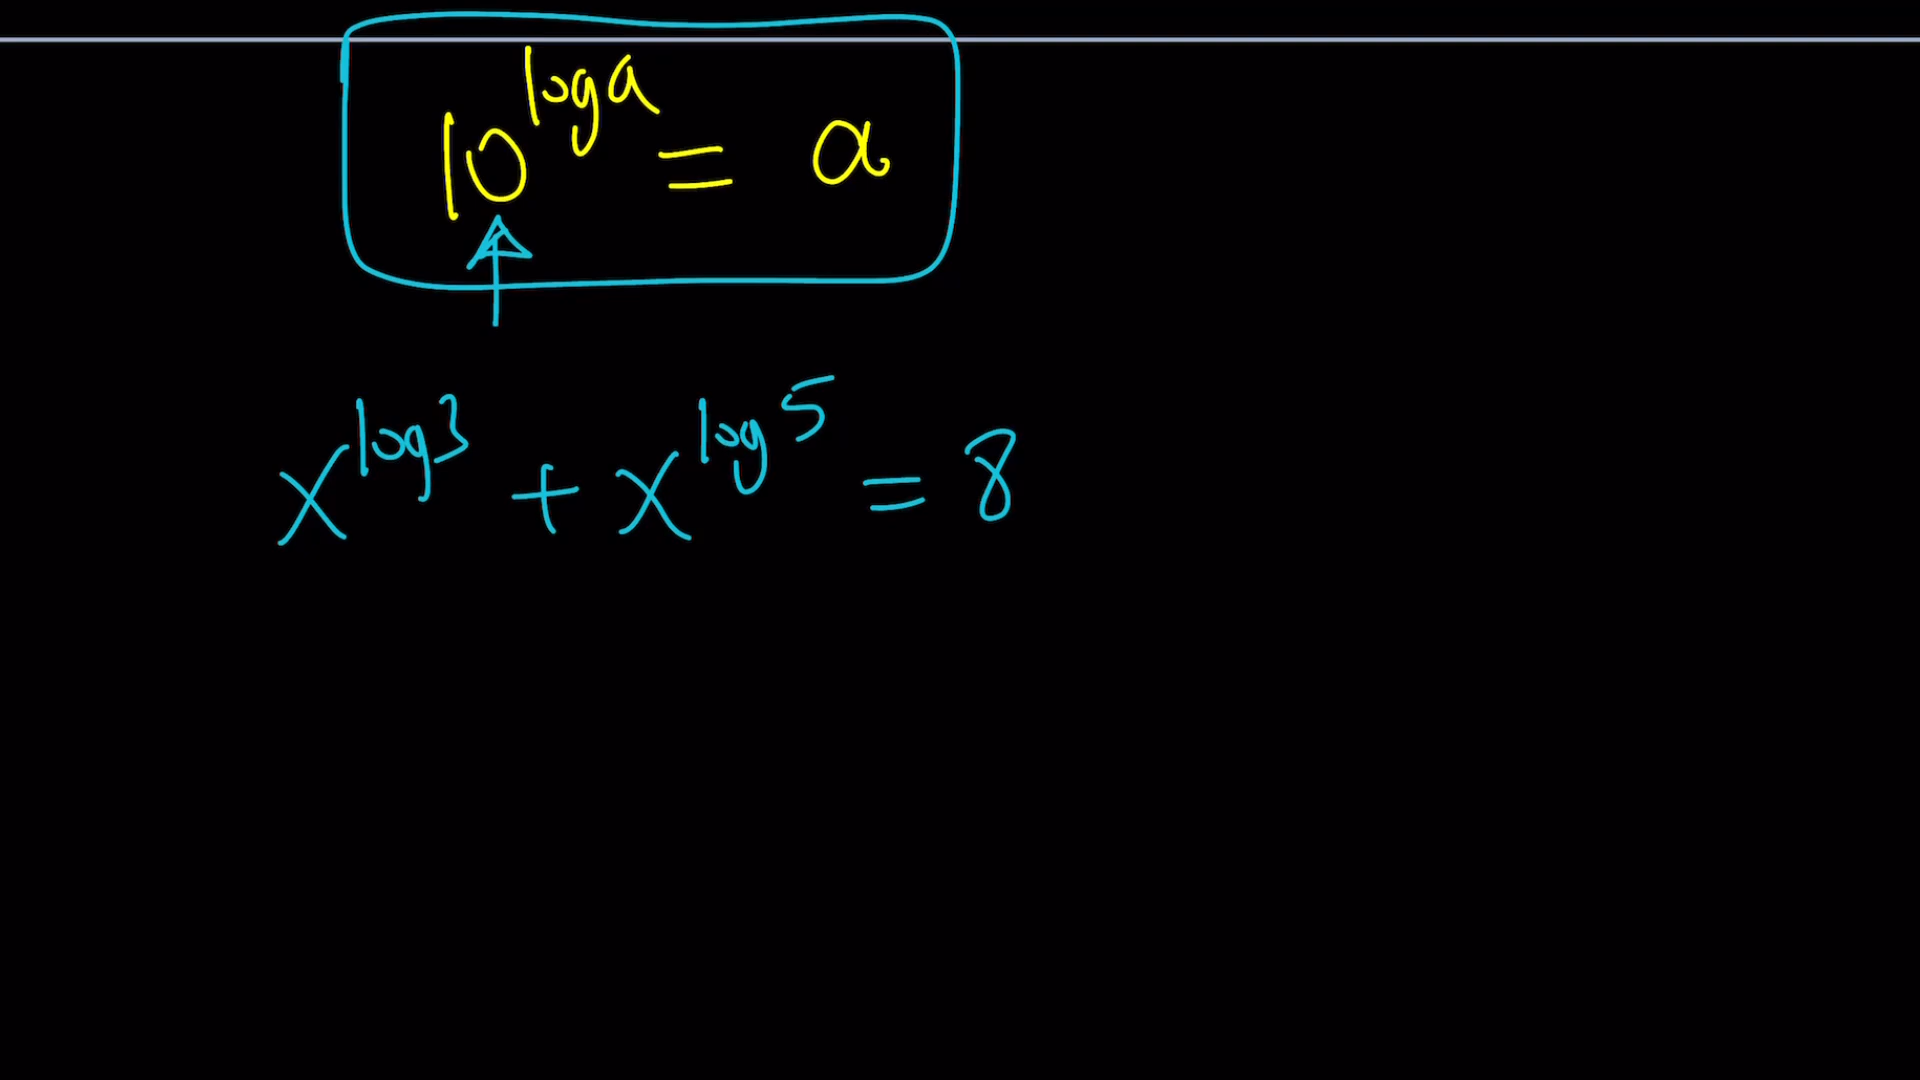 10^{log a} = a
x^{log 3} + x^{log 5} = 8